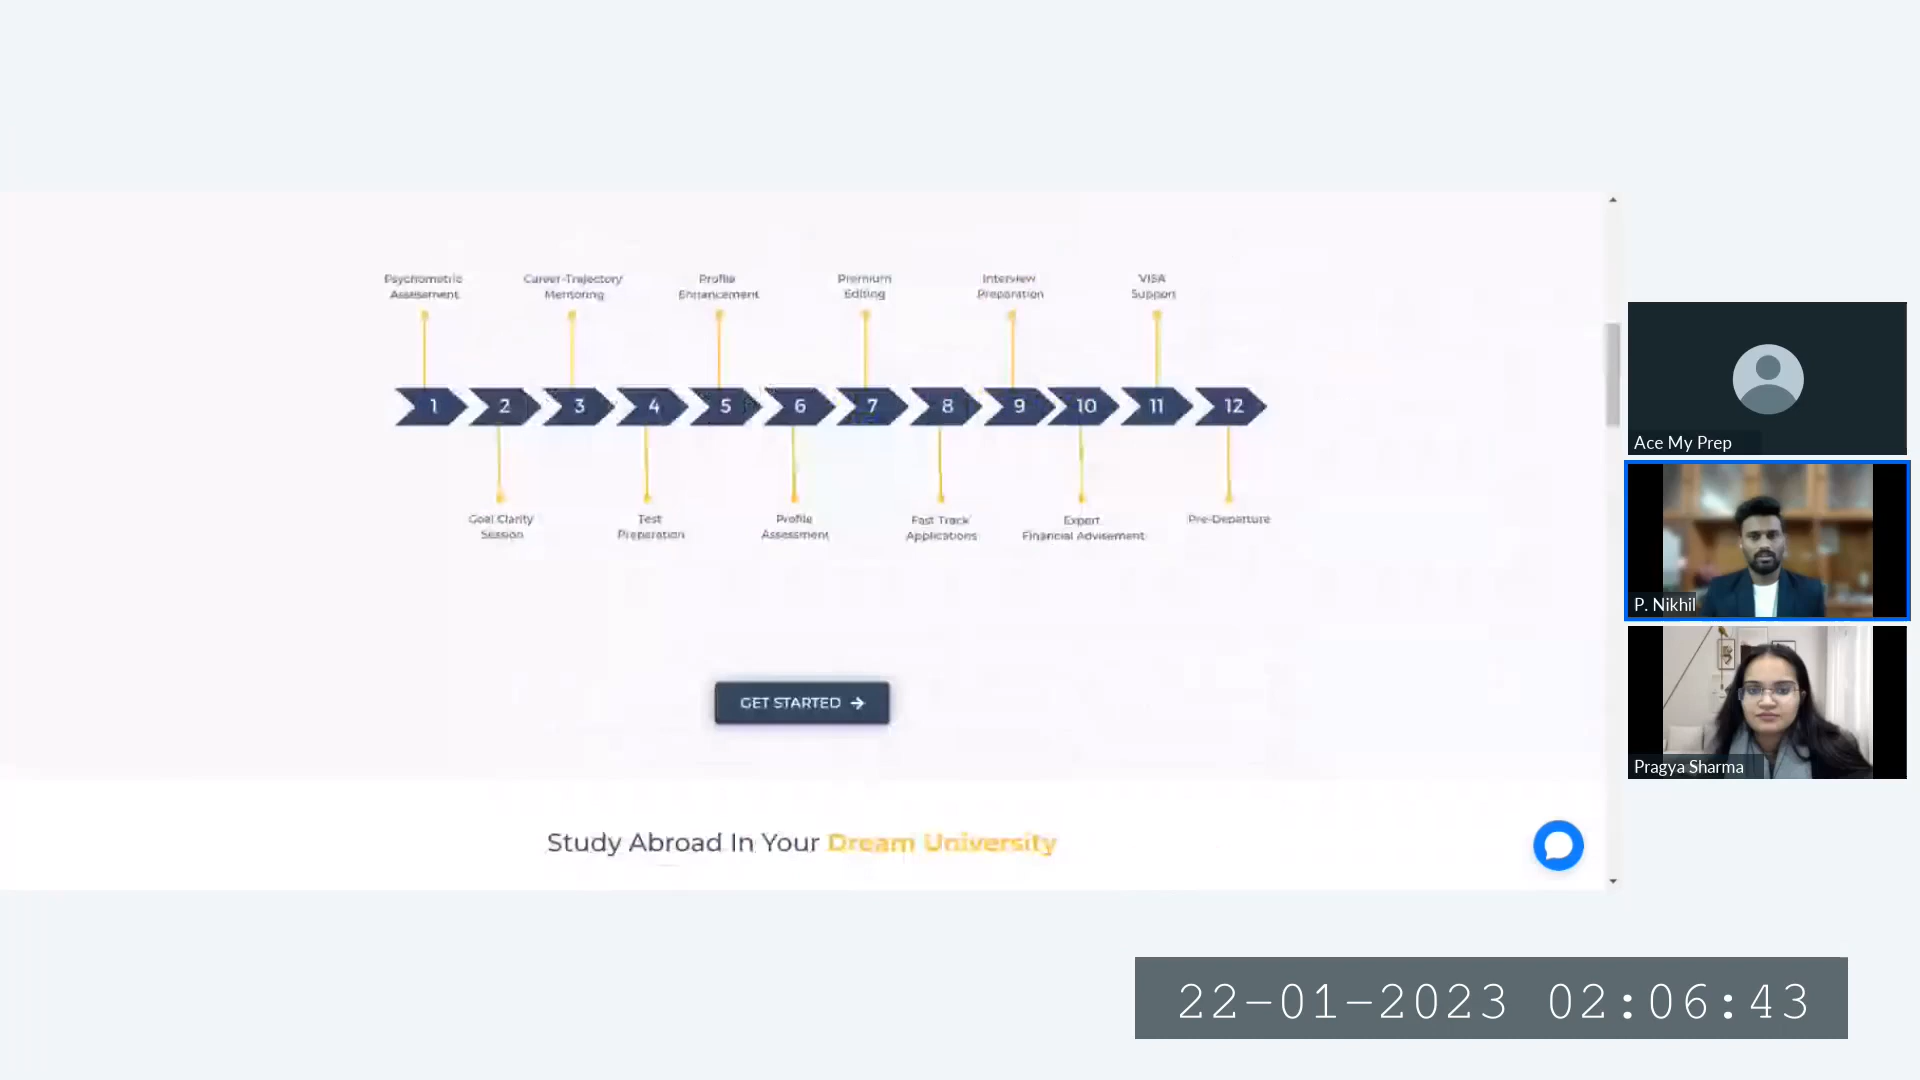 Psychometric
Assessment
Career-Trajectory
Mentoring
Profile
Enhancement
Premium
Editing
Interview
Preparation
VISA
Support
1 2 3 4 5 6 7 8 9 10 11 12
Goal Clarity
Session
Test
Preparation
Profile
Assessment
Fast Track
Applications
Expert
Financial Advisement
Pre-Departure
GET STARTED →
Study Abroad In Your Dream University
Ace My Prep
P. Nikhil
Pragya Sharma
22-01-2023 02:06:43